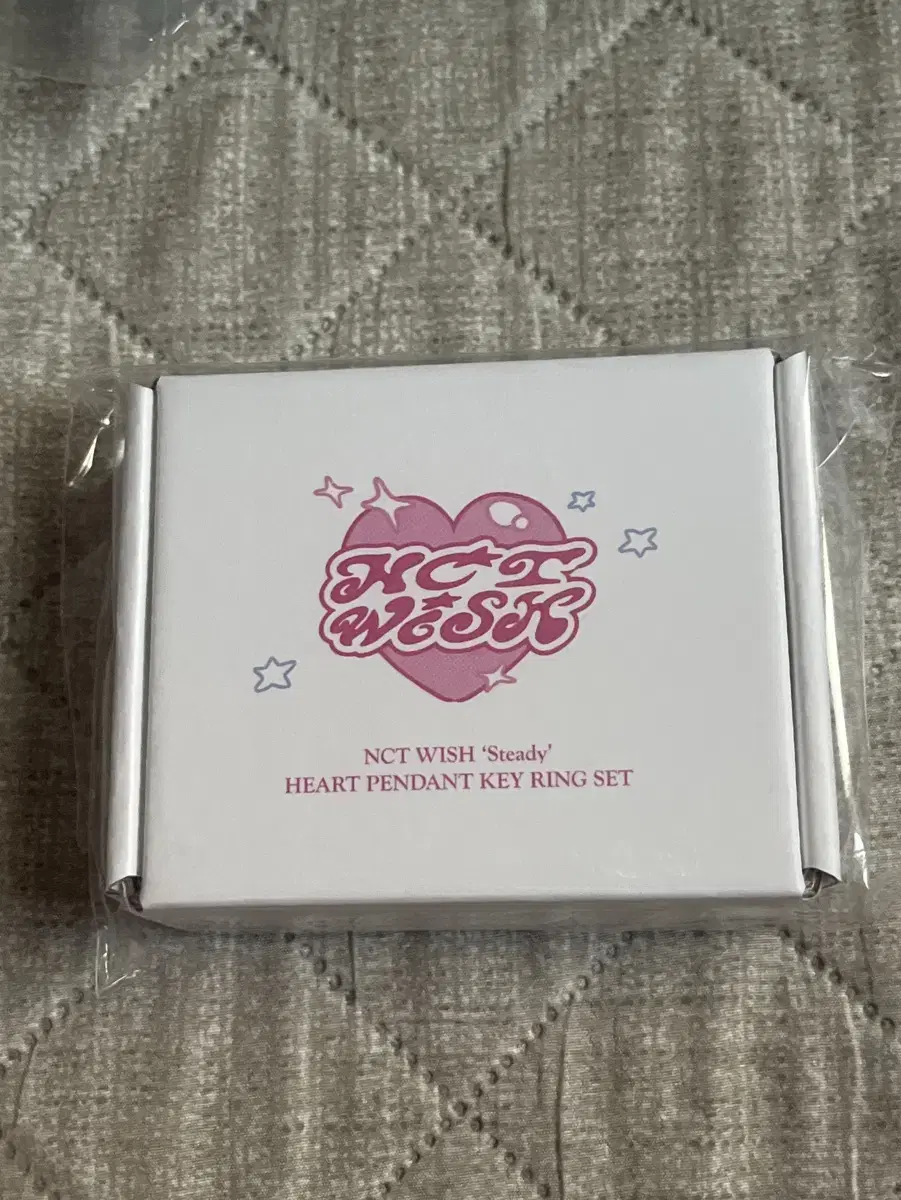 NCT
WiSH
NCT WISH ‘Steady’
HEART PENDANT KEY RING SET